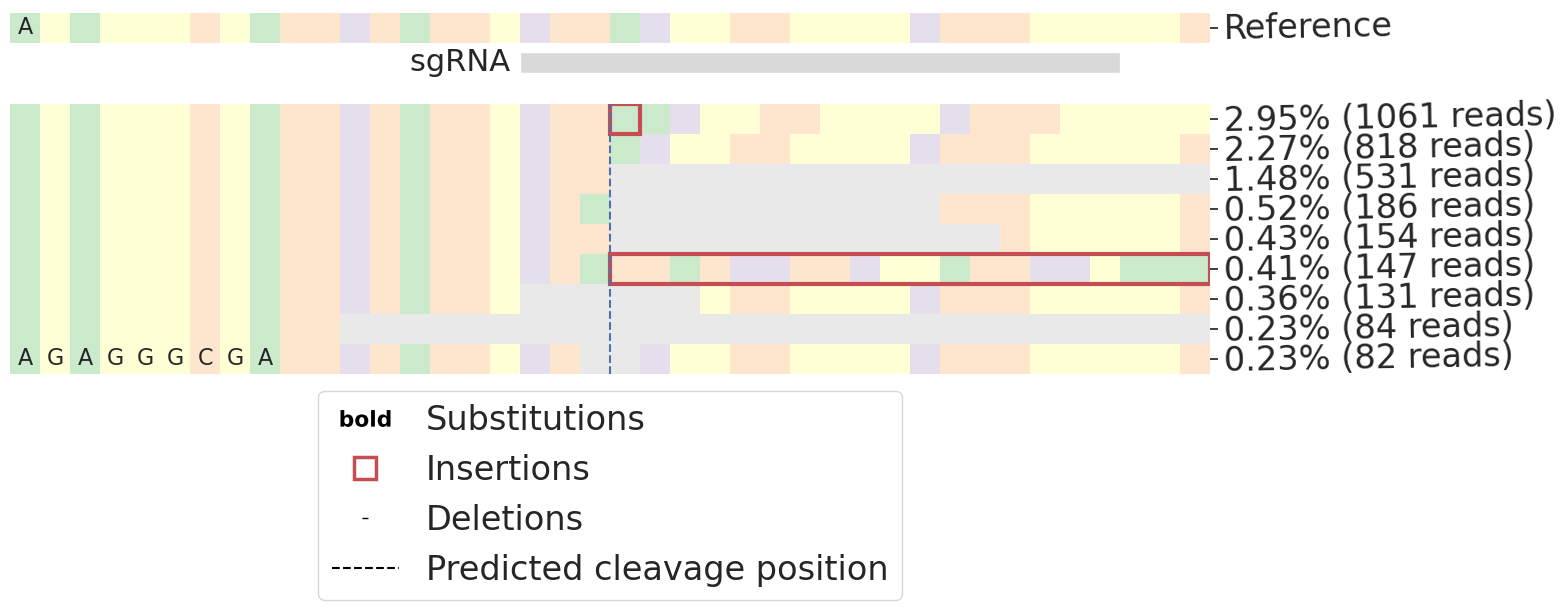 A
Reference
sgRNA
2.95% (1061 reads)
2.27% (818 reads)
1.48% (531 reads)
0.52% (186 reads)
0.43% (154 reads)
0.41% (147 reads)
0.36% (131 reads)
0.23% (84 reads)
A G A G G G C G A
0.23% (82 reads)
bold Substitutions
Insertions
- Deletions
Predicted cleavage position